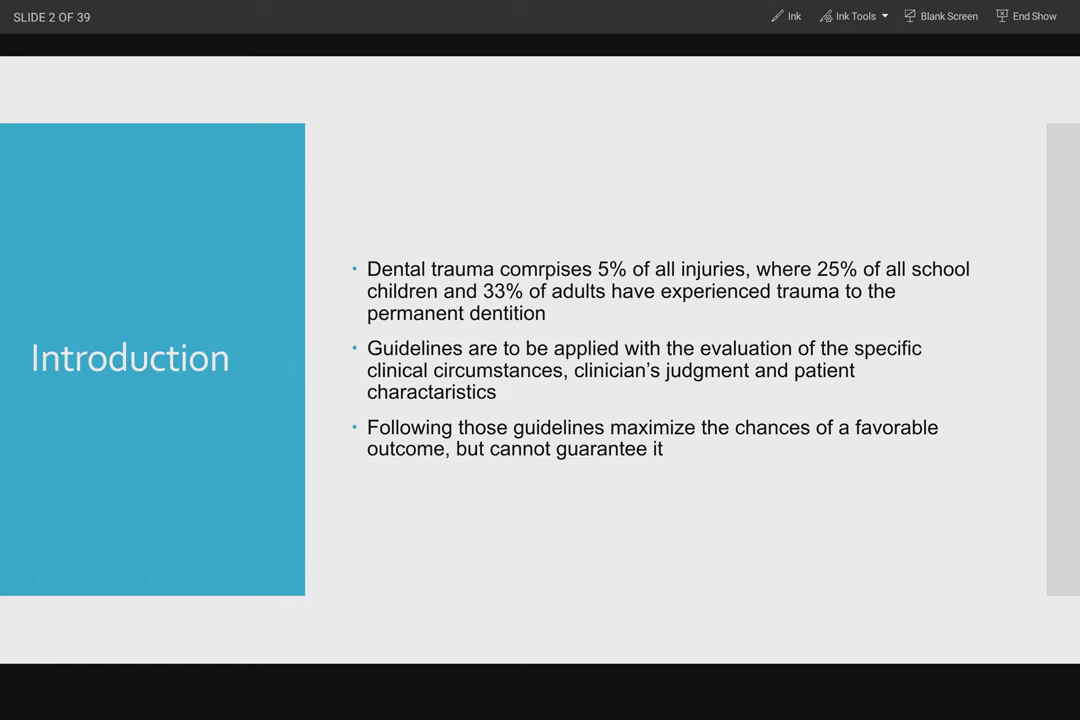 SLIDE 2 OF 39
Ink
Ink Tools
Blank Screen
End Show
Introduction
• Dental trauma comrpises 5% of all injuries, where 25% of all school
children and 33% of adults have experienced trauma to the
permanent dentition
• Guidelines are to be applied with the evaluation of the specific
clinical circumstances, clinician’s judgment and patient
charactaristics
• Following those guidelines maximize the chances of a favorable
outcome, but cannot guarantee it